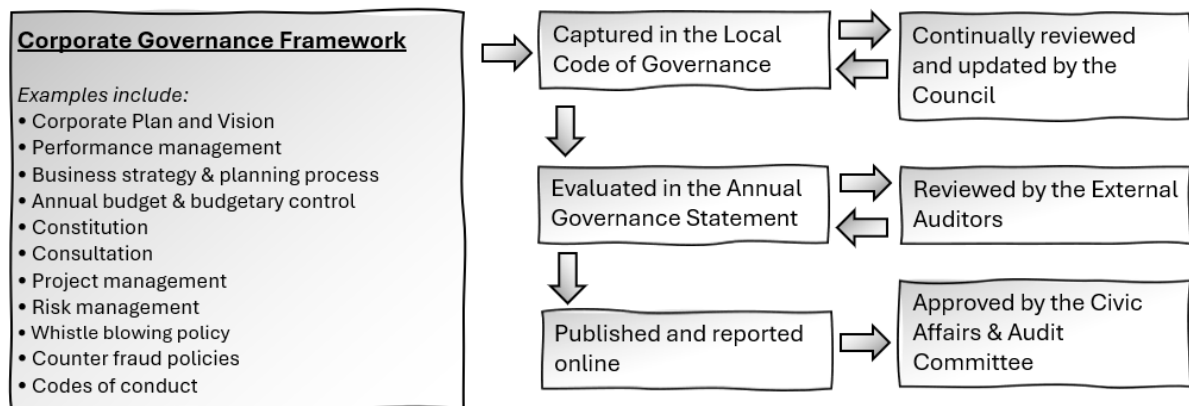 Corporate Governance Framework
Examples include:
• Corporate Plan and Vision
• Performance management
• Business strategy & planning process
• Annual budget & budgetary control
• Constitution
• Consultation
• Project management
• Risk management
• Whistle blowing policy
• Counter fraud policies
• Codes of conduct
Captured in the Local
Code of Governance
Continually reviewed
and updated by the
Council
Evaluated in the Annual
Governance Statement
Reviewed by the External
Auditors
Published and reported
online
Approved by the Civic
Affairs & Audit
Committee